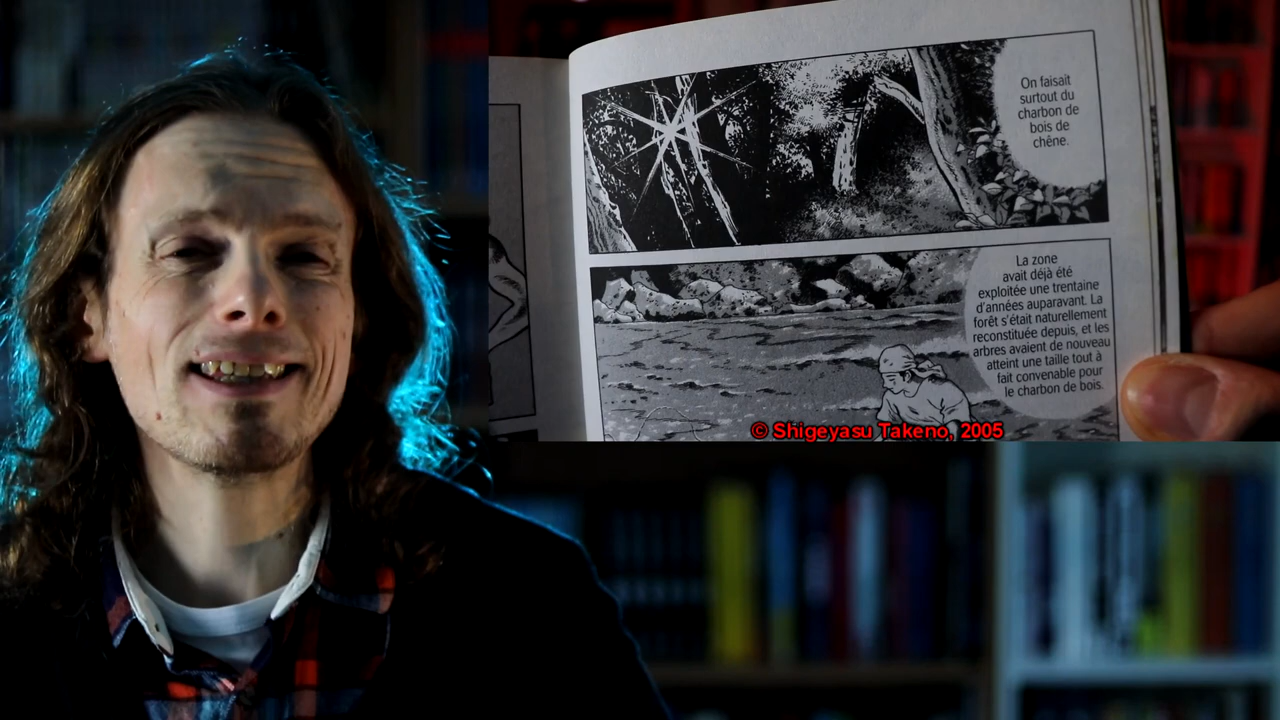 On faisait
surtout du
charbon de
bois de
chêne.
La zone
avait déjà été
exploitée une trentaine
d'années auparavant. La
forêt s'était naturellement
reconstituée depuis, et les
arbres avaient de nouveau
atteint une taille tout à
fait convenable pour
le charbon de bois.
© Shigeyasu Takeno, 2005